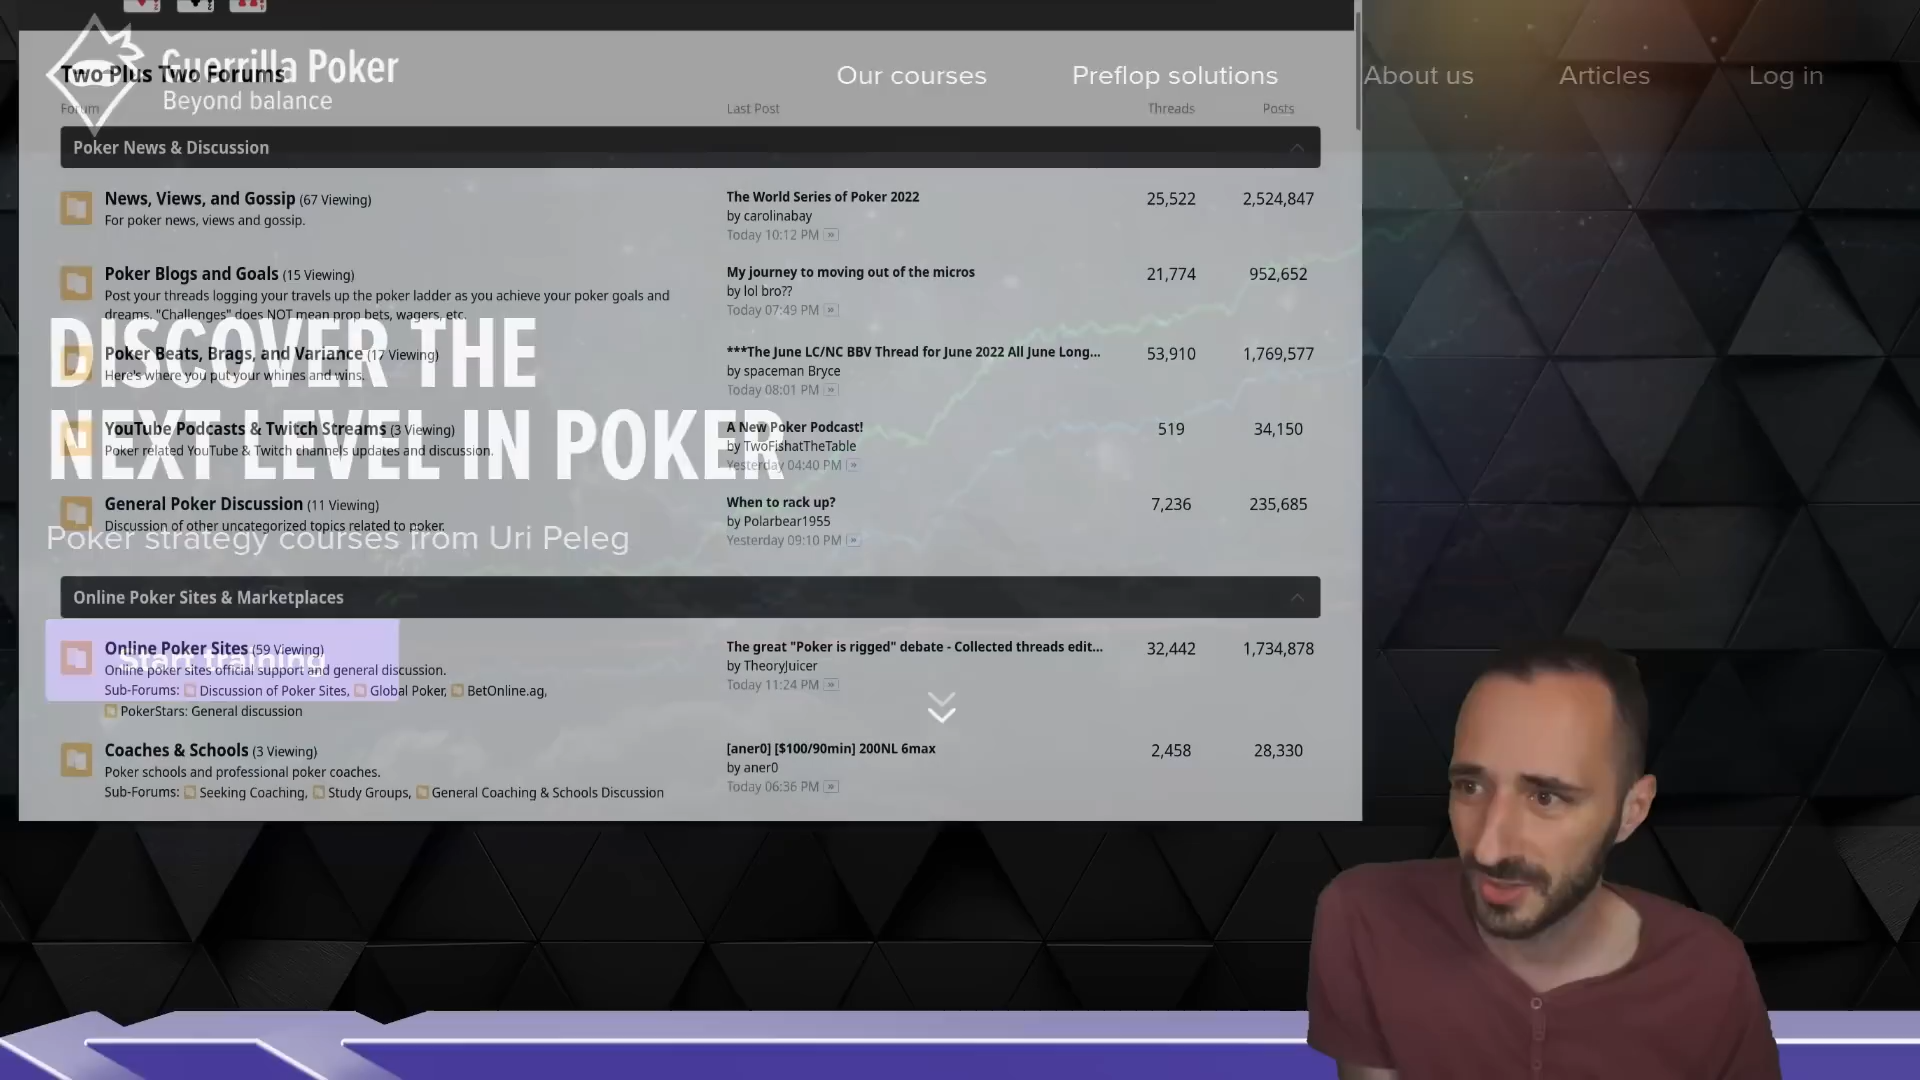 Guerrilla Poker
Beyond balance
Our courses
Preflop solutions
About us
Articles
Log in
Two Plus Two Forums
Forum
Last Post
Threads
Posts
Poker News & Discussion
News, Views, and Gossip (67 Viewing)
For poker news, views and gossip.
The World Series of Poker 2022
by carolinabay
Today 10:12 PM
25,522
2,524,847
Poker Blogs and Goals (15 Viewing)
Post your threads logging your travels up the poker ladder as you achieve your poker goals and
dreams. "Challenges" does NOT mean prop bets, wagers, etc.
My journey to moving out of the micros
by lol bro??
Today 07:49 PM
21,774
952,652
DISCOVER THE
NEXT LEVEL IN POKER
Poker Beats, Brags, and Variance (17 Viewing)
Here's where you put your whines and wins.
***The June LC/NC BBV Thread for June 2022 All June Long...
by spaceman Bryce
Today 08:01 PM
53,910
1,769,577
YouTube Podcasts & Twitch Streams (3 Viewing)
Poker related YouTube & Twitch channels updates and discussion.
A New Poker Podcast!
by TwoFishatTheTable
Yesterday 04:40 PM
519
34,150
General Poker Discussion (11 Viewing)
Discussion of other uncategorized topics related to poker.
When to rack up?
by Polarbear1955
Yesterday 09:10 PM
7,236
235,685
Poker strategy courses from Uri Peleg
Online Poker Sites & Marketplaces
Online Poker Sites (59 Viewing)
Online poker sites official support and general discussion.
Sub-Forums: Discussion of Poker Sites, Global Poker, BetOnline.ag,
PokerStars: General discussion
Start training
The great "Poker is rigged" debate - Collected threads edit...
by TheoryJuicer
Today 11:24 PM
32,442
1,734,878
Coaches & Schools (3 Viewing)
Poker schools and professional poker coaches.
Sub-Forums: Seeking Coaching, Study Groups, General Coaching & Schools Discussion
[aner0] [$100/90min] 200NL 6max
by aner0
Today 06:36 PM
2,458
28,330